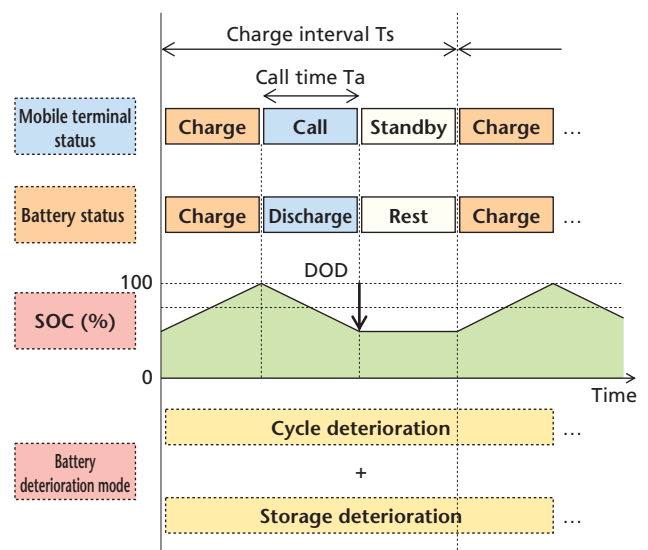 Charge interval Ts
Call time Ta
Mobile terminal
status
Charge
Call
Standby
Charge
...
Battery status
Charge
Discharge
Rest
Charge
...
DOD
100
SOC (%)
0
Time
Cycle deterioration
...
Battery
deterioration mode
+
Storage deterioration
...